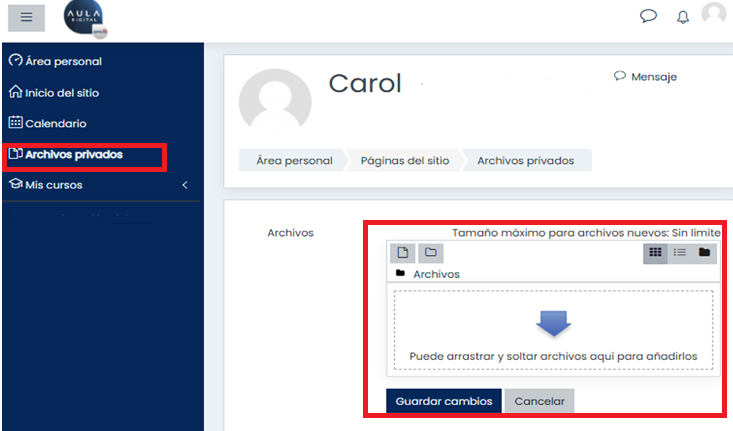 AULA
DIGITAL
Área personal
Inicio del sitio
Calendario
Archivos privados
Mis cursos
Carol
Mensaje
Área personal
Páginas del sitio
Archivos privados
Archivos
Tamaño máximo para archivos nuevos: Sin límite
Archivos
Puede arrastrar y soltar archivos aquí para añadirlos
Guardar cambios
Cancelar